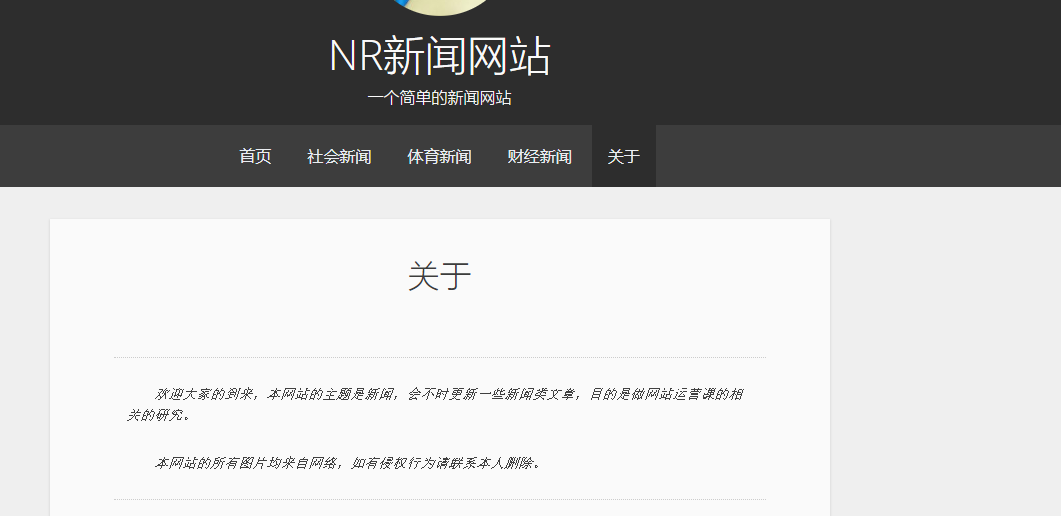 NR新闻网站
一个简单的新闻网站
首页 社会新闻 体育新闻 财经新闻 关于
关于
欢迎大家的到来，本网站的主题是新闻，会不时更新一些新闻类文章，目的是做网站运营课的相
关的研究。
本网站的所有图片均来自网络，如有侵权行为请联系本人删除。